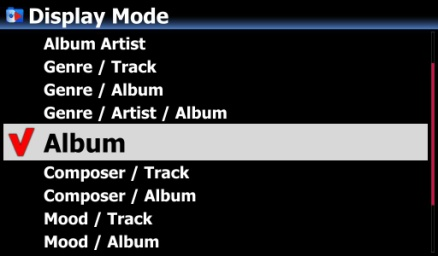 Display Mode
Album Artist
Genre / Track
Genre / Album
Genre / Artist / Album
Album
Composer / Track
Composer / Album
Mood / Track
Mood / Album